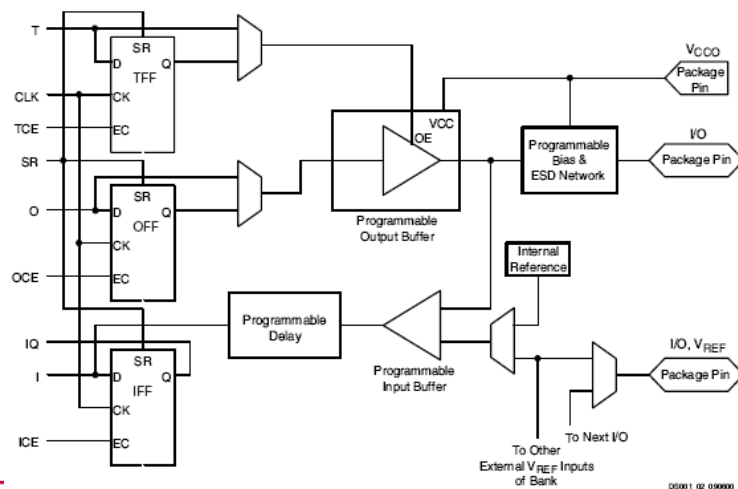 T
SR
D
Q
TFF
CLK
CK
TCE
EC
SR
SR
O
D
Q
OFF
CK
OCE
EC
IQ
SR
I
D
Q
IFF
CK
ICE
EC
VCC
OE
Programmable
Output Buffer
Programmable
Bias &
ESD Network
VCCO
Package
Pin
I/O
Package Pin
Internal
Reference
Programmable
Delay
Programmable
Input Buffer
I/O, VREF
Package Pin
To Next I/O
To Other
External VREF Inputs
of Bank
DS001_02_090600